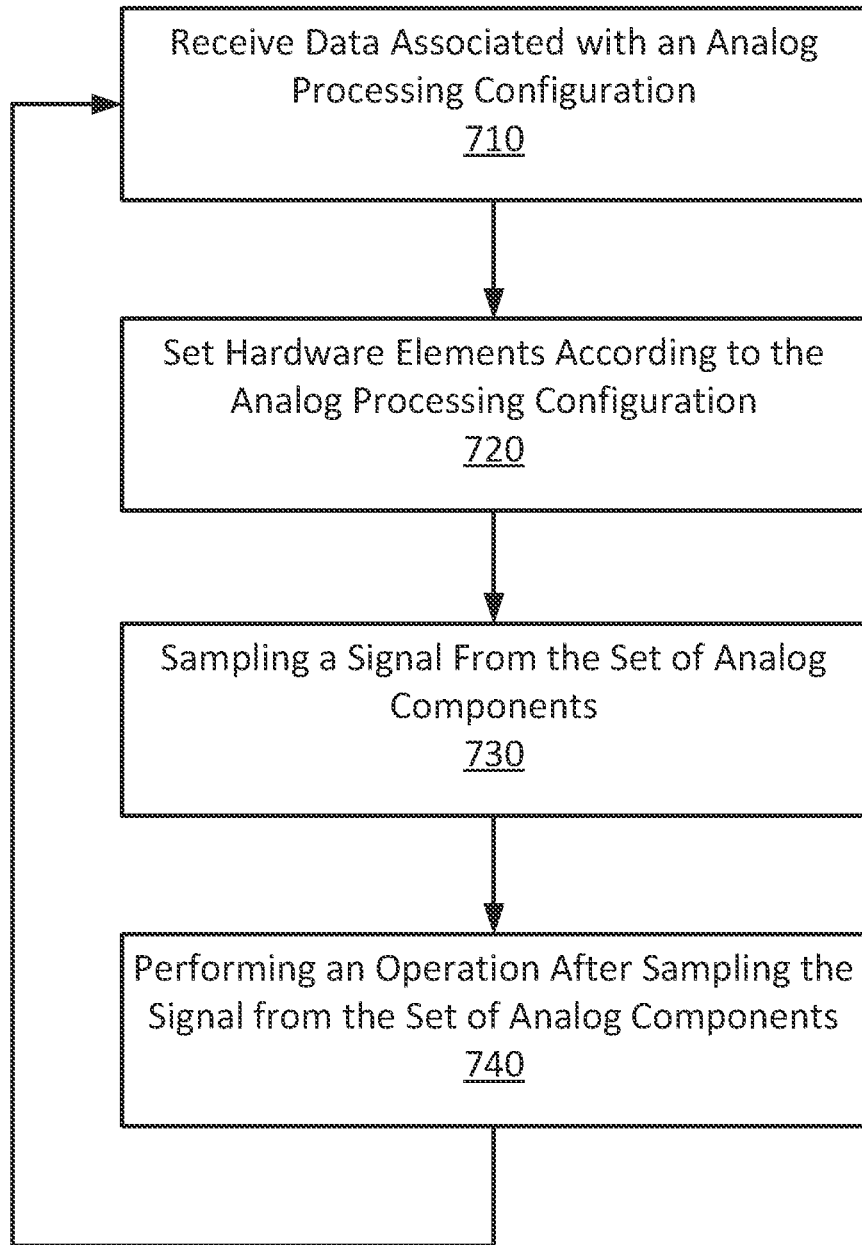 Receive Data Associated with an Analog
Processing Configuration
710
Set Hardware Elements According to the
Analog Processing Configuration
720
Sampling a Signal From the Set of Analog
Components
730
Performing an Operation After Sampling the
Signal from the Set of Analog Components
740